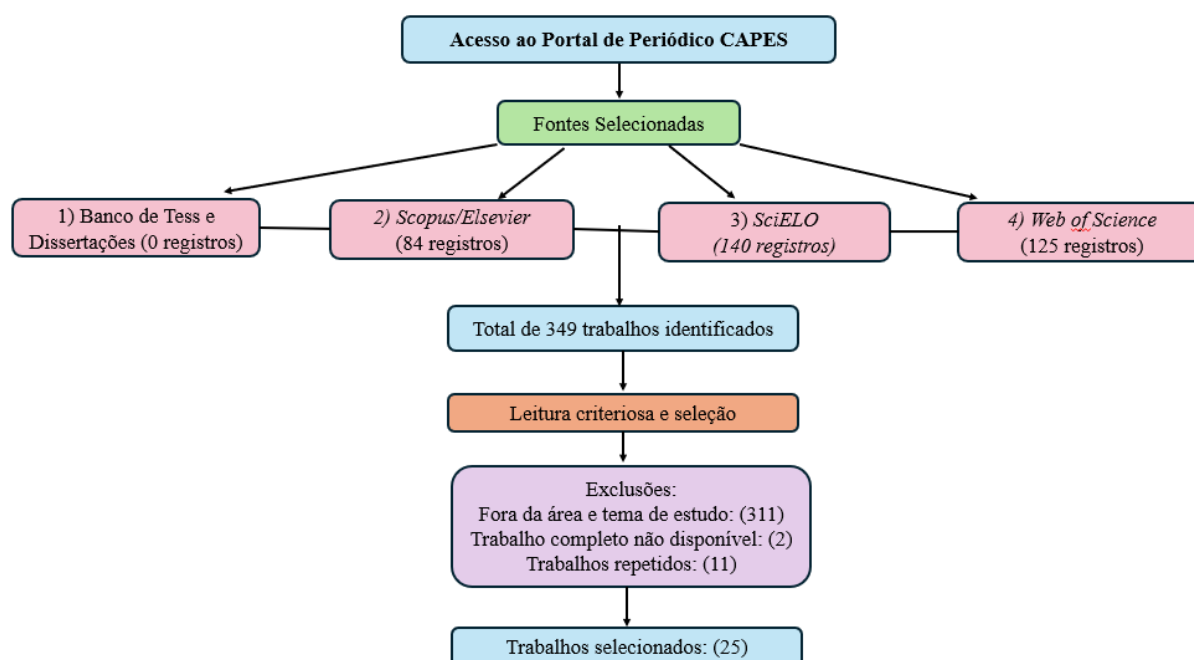 Acesso ao Portal de Periódico CAPES
Fontes Selecionadas
1) Banco de Tess e
Dissertações (0 registros)
2) Scopus/Elsevier
(84 registros)
3) SciELO
(140 registros)
4) Web of Science
(125 registros)
Total de 349 trabalhos identificados
Leitura criteriosa e seleção
Exclusões:
Fora da área e tema de estudo: (311)
Trabalho completo não disponível: (2)
Trabalhos repetidos: (11)
Trabalhos selecionados: (25)